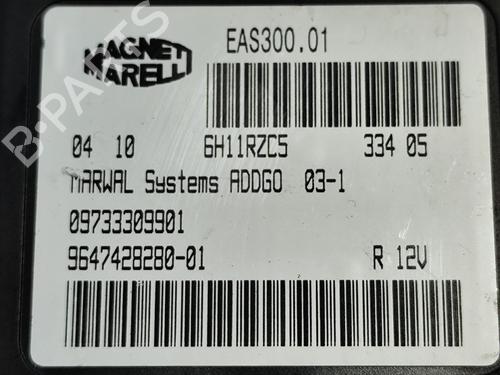 MAGNETI
MARELLI
EAS300.01
04 10 6H11RZC5 334 05
MARWAL Systems ADDGO 03-1
09733309901
9647428280-01 R 12V
B-PARTS